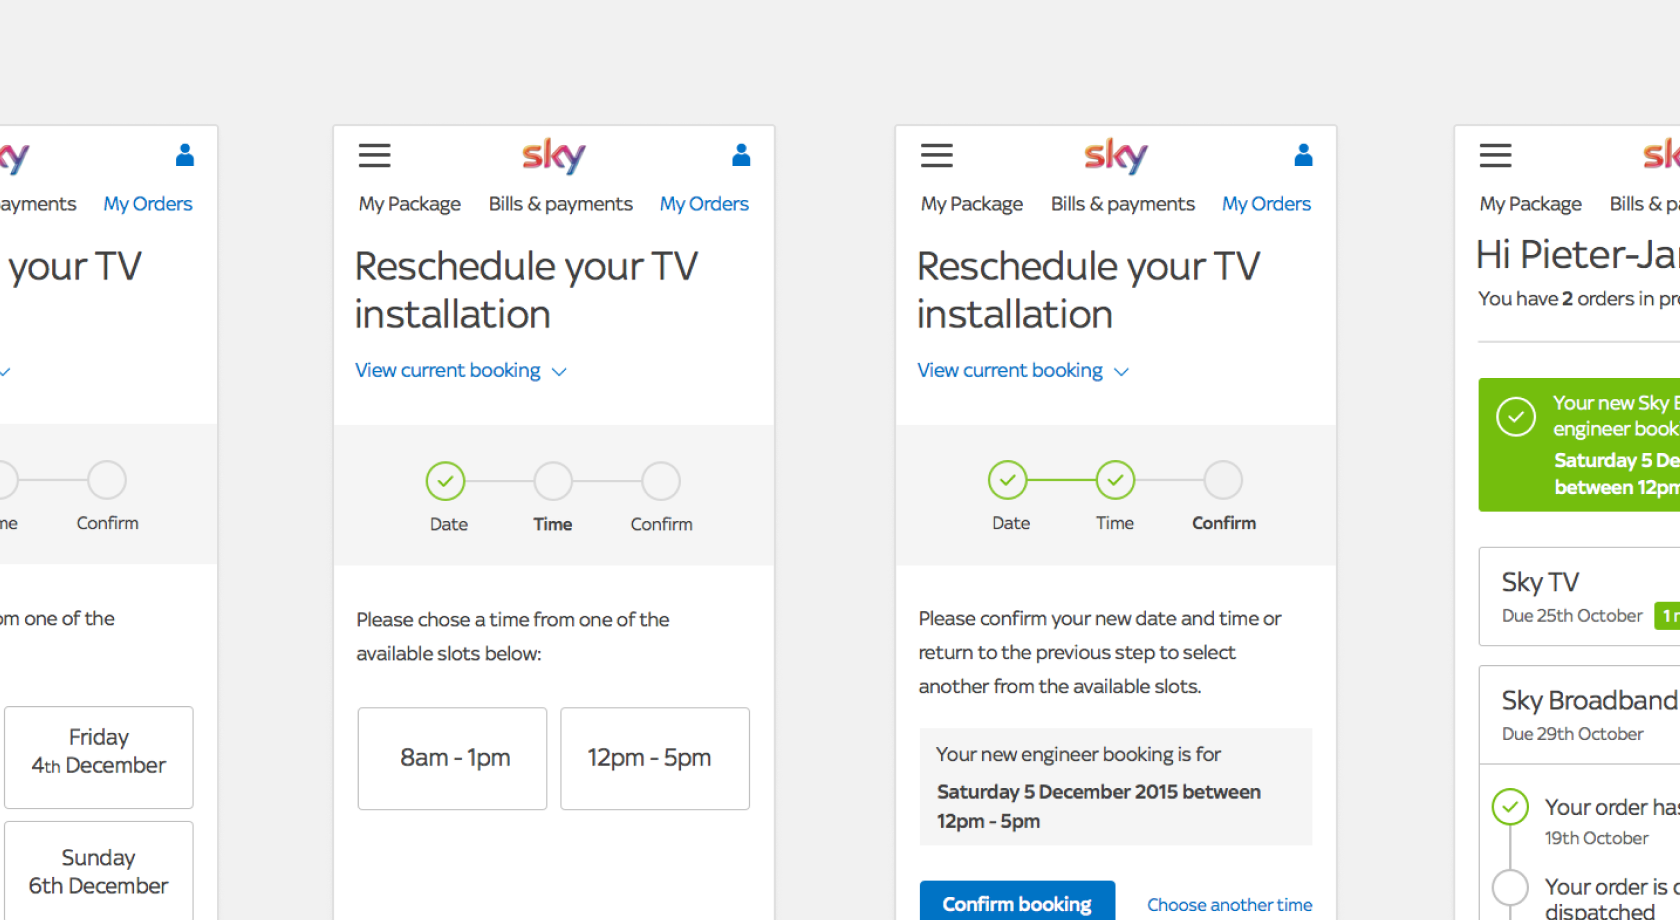 ayments My Orders
your TV
Confirm
om one of the
Friday
4th December
Sunday
6th December
sky
My Package Bills & payments My Orders
Reschedule your TV
installation
View current booking
Date Time Confirm
Please chose a time from one of the
available slots below:
8am - 1pm 12pm - 5pm
sky
My Package Bills & payments My Orders
Reschedule your TV
installation
View current booking
Date Time Confirm
Please confirm your new date and time or
return to the previous step to select
another from the available slots.
Your new engineer booking is for
Saturday 5 December 2015 between
12pm - 5pm
Confirm booking Choose another time
My Package Bills & pa
Hi Pieter-Ja
You have 2 orders in pr
Your new Sky
engineer book
Saturday 5 De
between 12pm
Sky TV
Due 25th October 1
Sky Broadband
Due 29th October
Your order has
19th October
Your order is
dispatched